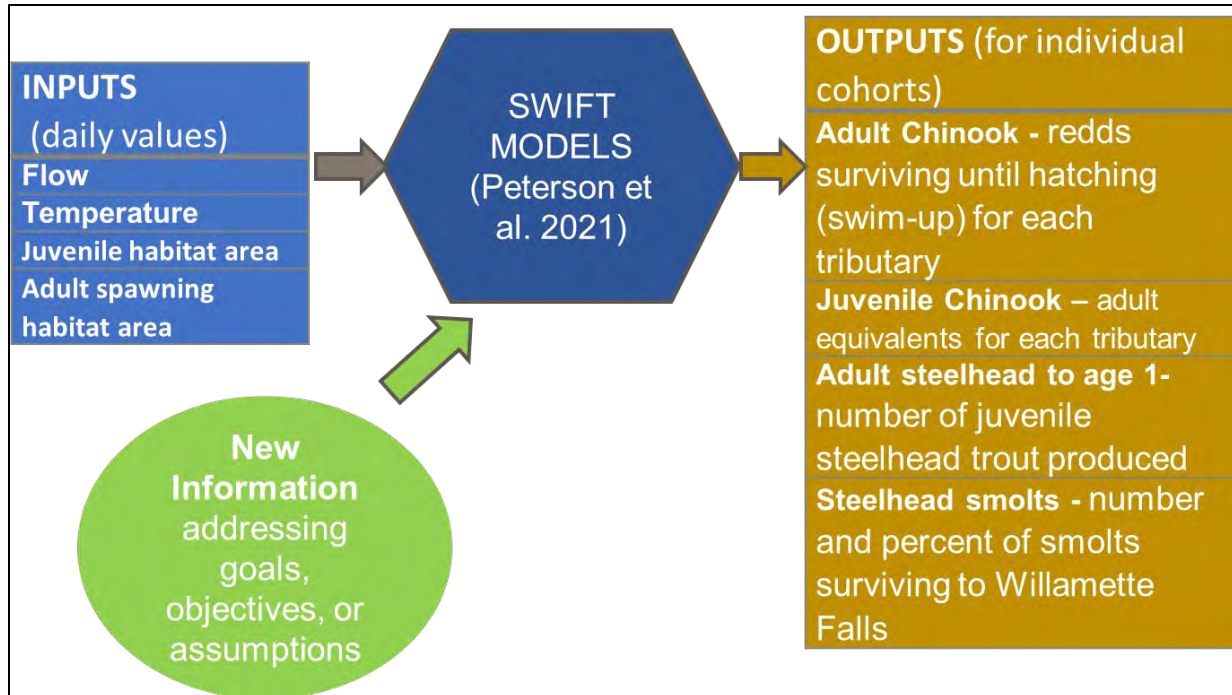 INPUTS
(daily values)
Flow
Temperature
Juvenile habitat area
Adult spawning
habitat area
SWIFT
MODELS
(Peterson et
al. 2021)
New
Information
addressing
goals,
objectives, or
assumptions
OUTPUTS (for individual
cohorts)
Adult Chinook - redds
surviving until hatching
(swim-up) for each
tributary
Juvenile Chinook – adult
equivalents for each tributary
Adult steelhead to age 1-
number of juvenile
steelhead trout produced
Steelhead smolts - number
and percent of smolts
surviving to Willamette
Falls